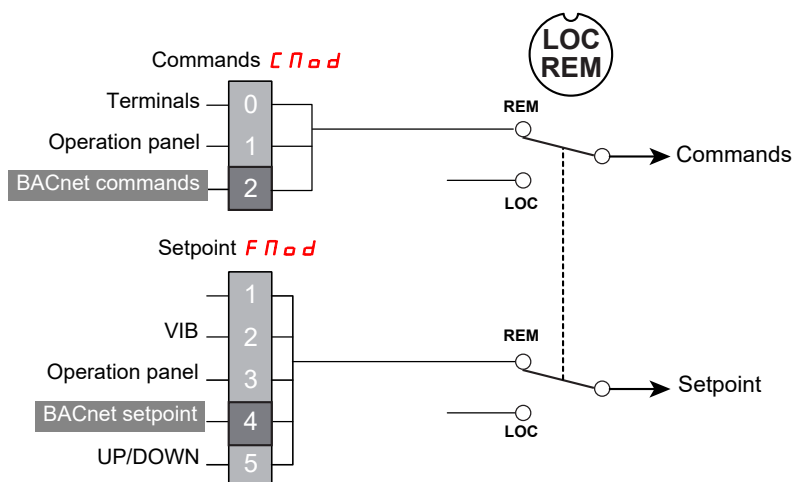 LOC
REM
Commands CMod
Terminals 0
Operation panel 1
BACnet commands 2
REM
Commands
LOC
Setpoint FMod
1
VIB 2
REM
Operation panel 3
Setpoint
BACnet setpoint 4
LOC
UP/DOWN 5